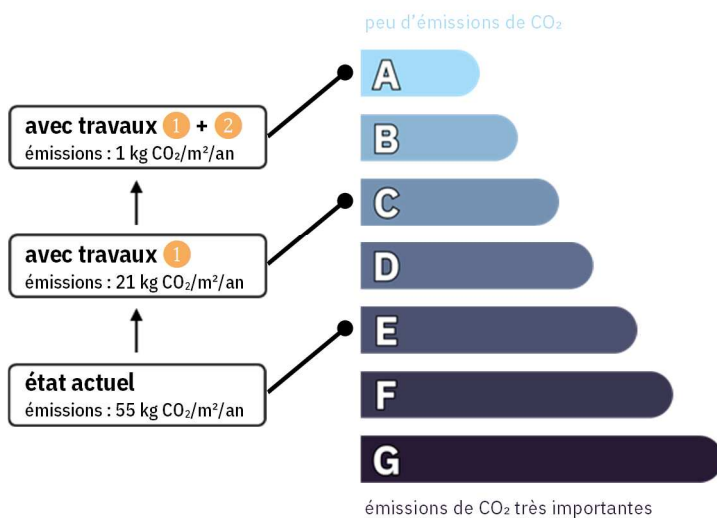 peu d'émissions de CO₂
A
avec travaux 1 + 2
émissions : 1 kg CO₂/m²/an
B
C
avec travaux 1
émissions : 21 kg CO₂/m²/an
D
E
état actuel
émissions : 55 kg CO₂/m²/an
F
G
émissions de CO₂ très importantes